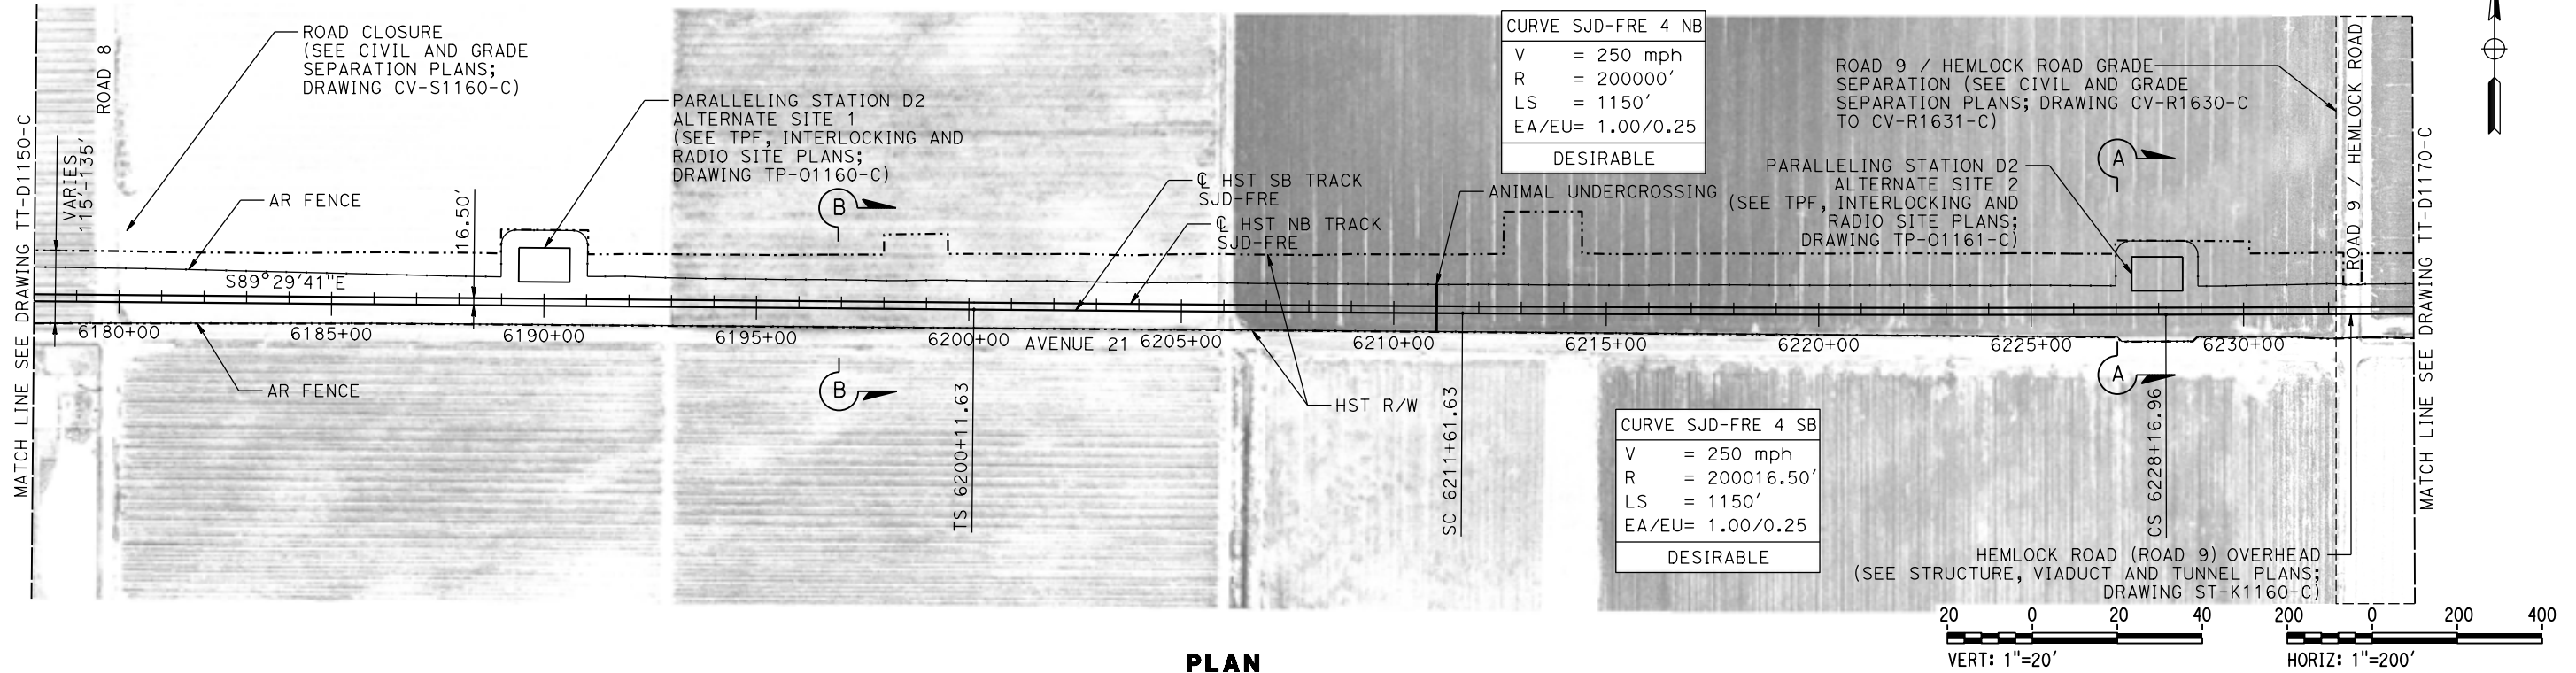 MATCH LINE SEE DRAWING TT-D1150-C
VARIES
115'-135'
ROAD 8
ROAD CLOSURE
(SEE CIVIL AND GRADE
SEPARATION PLANS;
DRAWING CV-S1160-C)
AR FENCE
S89°29'41"E
16.50'
PARALLELING STATION D2
ALTERNATE SITE 1
(SEE TPF, INTERLOCKING AND
RADIO SITE PLANS;
DRAWING TP-O1160-C)
B
℄ HST SB TRACK
SJD-FRE
℄ HST NB TRACK
SJD-FRE
CURVE SJD-FRE 4 NB
V = 250 mph
R = 200000'
LS = 1150'
EA/EU= 1.00/0.25
DESIRABLE
ANIMAL UNDERCROSSING
ROAD 9 / HEMLOCK ROAD GRADE
SEPARATION (SEE CIVIL AND GRADE
SEPARATION PLANS; DRAWING CV-R1630-C
TO CV-R1631-C)
PARALLELING STATION D2
ALTERNATE SITE 2
(SEE TPF, INTERLOCKING AND
RADIO SITE PLANS;
DRAWING TP-O1161-C)
A
ROAD 9 / HEMLOCK ROAD
MATCH LINE SEE DRAWING TT-D1170-C
6180+00
6185+00
6190+00
6195+00
6200+00
AVENUE 21
6205+00
6210+00
6215+00
6220+00
6225+00
6230+00
AR FENCE
B
TS 6200+11.63
HST R/W
SC 6211+61.63
CURVE SJD-FRE 4 SB
V = 250 mph
R = 200016.50'
LS = 1150'
EA/EU= 1.00/0.25
DESIRABLE
A
CS 6228+16.96
HEMLOCK ROAD (ROAD 9) OVERHEAD
(SEE STRUCTURE, VIADUCT AND TUNNEL PLANS;
DRAWING ST-K1160-C)
20 0 20 40
VERT: 1"=20'
200 0 200 400
HORIZ: 1"=200'
PLAN